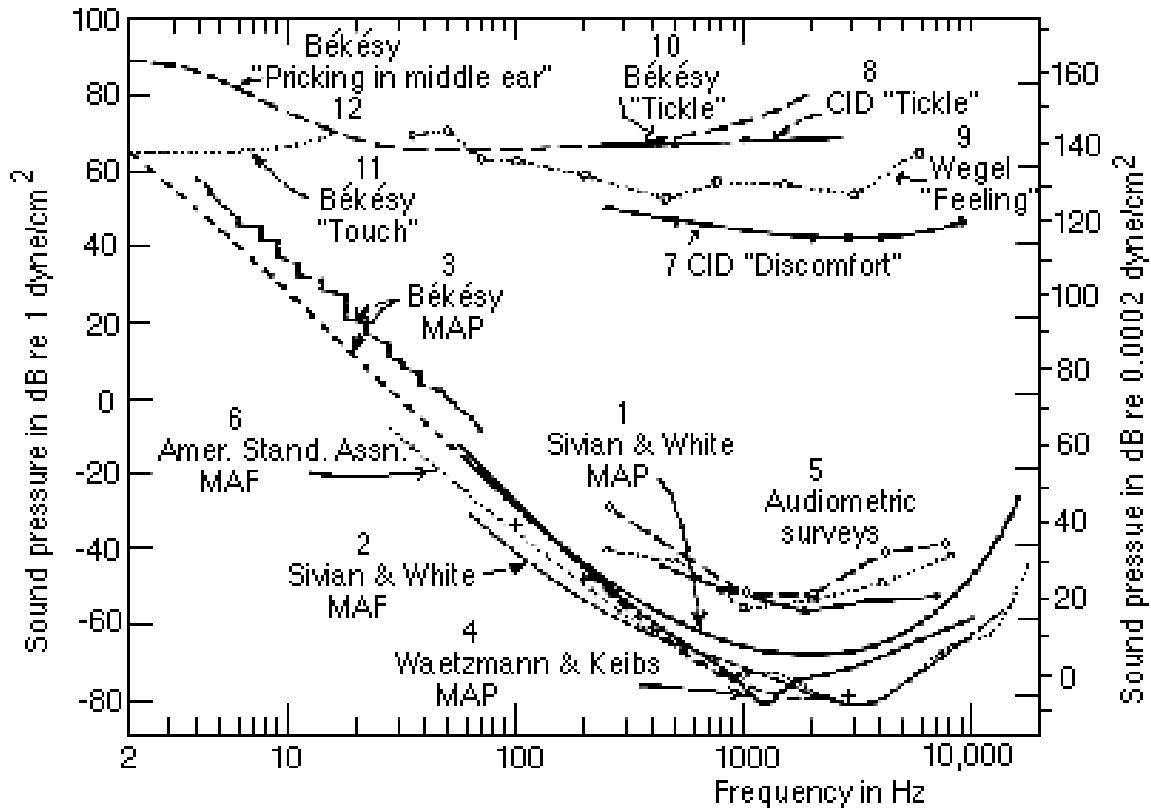 100
80
60
40
20
0
-20
-40
-60
-80
Sound pressure in dB re 1 dyne/cm²
Békésy
"Pricking in middle ear"
12
11
Békésy
"Touch"
10
Békésy
"Tickle"
8
CID "Tickle"
9
Wegel
"Feeling"
7 CID "Discomfort"
3
Békésy
MAP
6
Amer. Stand. Assn.
MAF
2
Sivian & White
MAF
1
Sivian & White
MAP
5
Audiometric
surveys
4
Waetzmann & Keibs
MAP
160
140
120
100
80
60
40
20
0
Sound pressure in dB re 0.0002 dyne/cm²
2
10
100
1000
10,000
Frequency in Hz